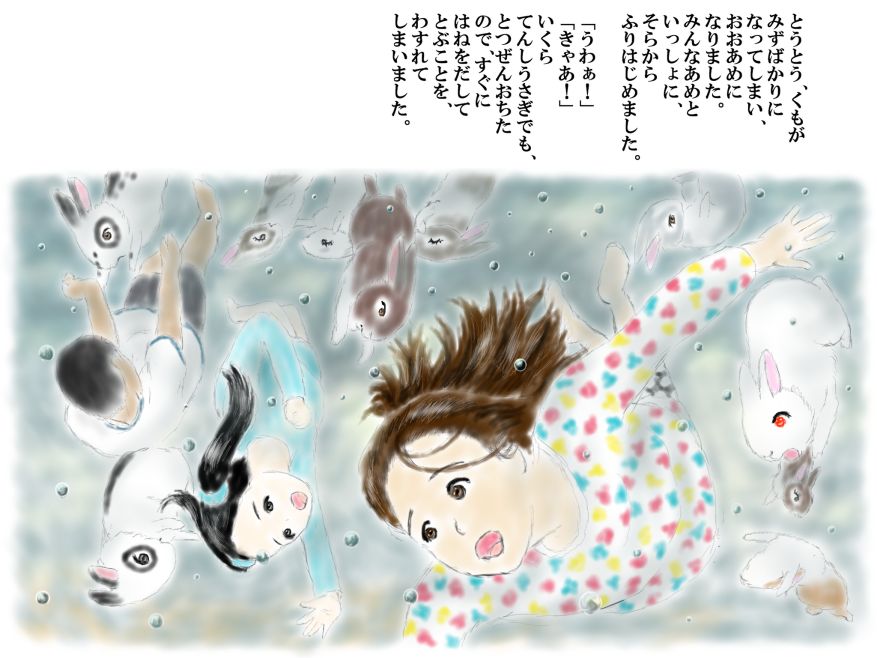 とうとう、くもが
みずばかりに
なってしまい、
おおあめに
なりました。
みんなあめと
いっしょに、
そらから
ふりはじめました。
「うわぁ！」
「きゃあ！」
いくら
てんしうさぎでも、
とつぜんおちた
ので、すぐに
はねをだして
とぶことを、
わすれて
しまいました。